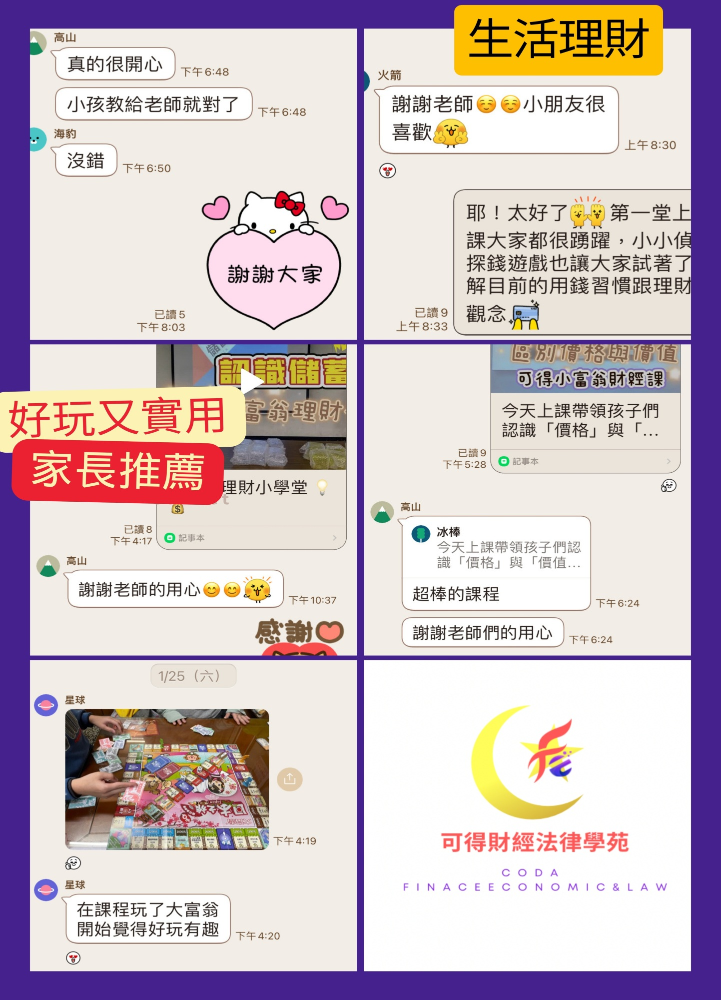 生活理財
高山
真的很開心
下午6:48
小孩教給老師就對了
下午6:48
海豹
沒錯
下午6:50
謝謝大家
已讀5
下午8:03
火箭
謝謝老師☺️☺️小朋友很
喜歡
上午8:30
耶！太好了 第一堂上
課大家都很踴躍，小小偵
探錢遊戲也讓大家試著了
解目前的用錢習慣跟理財
觀念
已讀9
上午8:33
好玩又實用
家長推薦
認識儲蓄
富翁理財
理財小學堂 💡
💰
已讀8
下午4:17
記事本
高山
謝謝老師的用心😊😊
下午10:37
感謝
區別價格與價值
可得小富翁財經課
今天上課帶領孩子們
認識「價格」與「...
已讀9
下午5:28
記事本
高山
冰棒
今天上課帶領孩子們認
識「價格」與「價值...
超棒的課程
下午6:24
謝謝老師們的用心
下午6:24
1/25（六）
星球
日本之旅
Japan
大富翁
下午4:19
星球
在課程玩了大富翁
開始覺得好玩有趣
下午4:20
可得財經法律學苑
CODA
FINACEECONOMIC&LAW